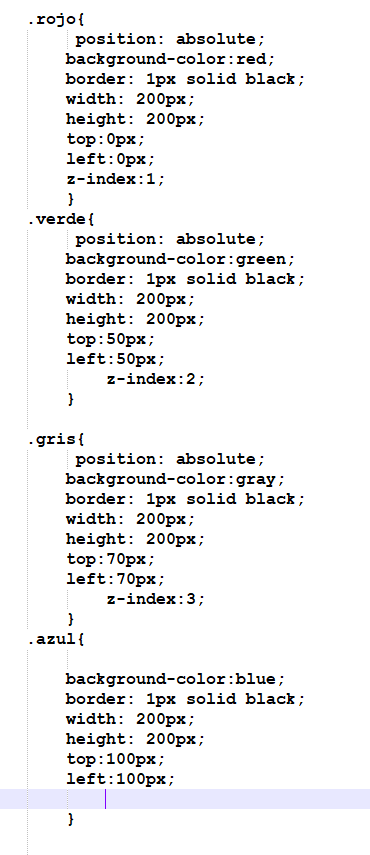 .rojo{
position: absolute;
background-color:red;
border: 1px solid black;
width: 200px;
height: 200px;
top:0px;
left:0px;
z-index:1;
}
.verde{
position: absolute;
background-color:green;
border: 1px solid black;
width: 200px;
height: 200px;
top:50px;
left:50px;
z-index:2;
}
.gris{
position: absolute;
background-color:gray;
border: 1px solid black;
width: 200px;
height: 200px;
top:70px;
left:70px;
z-index:3;
}
.azul{
background-color:blue;
border: 1px solid black;
width: 200px;
height: 200px;
top:100px;
left:100px;
}